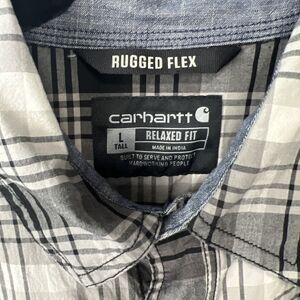 RUGGED FLEX
carhartt
L
TALL
RELAXED FIT
MADE IN INDIA
BUILT TO SERVE AND PROTECT
HARDWORKING PEOPLE